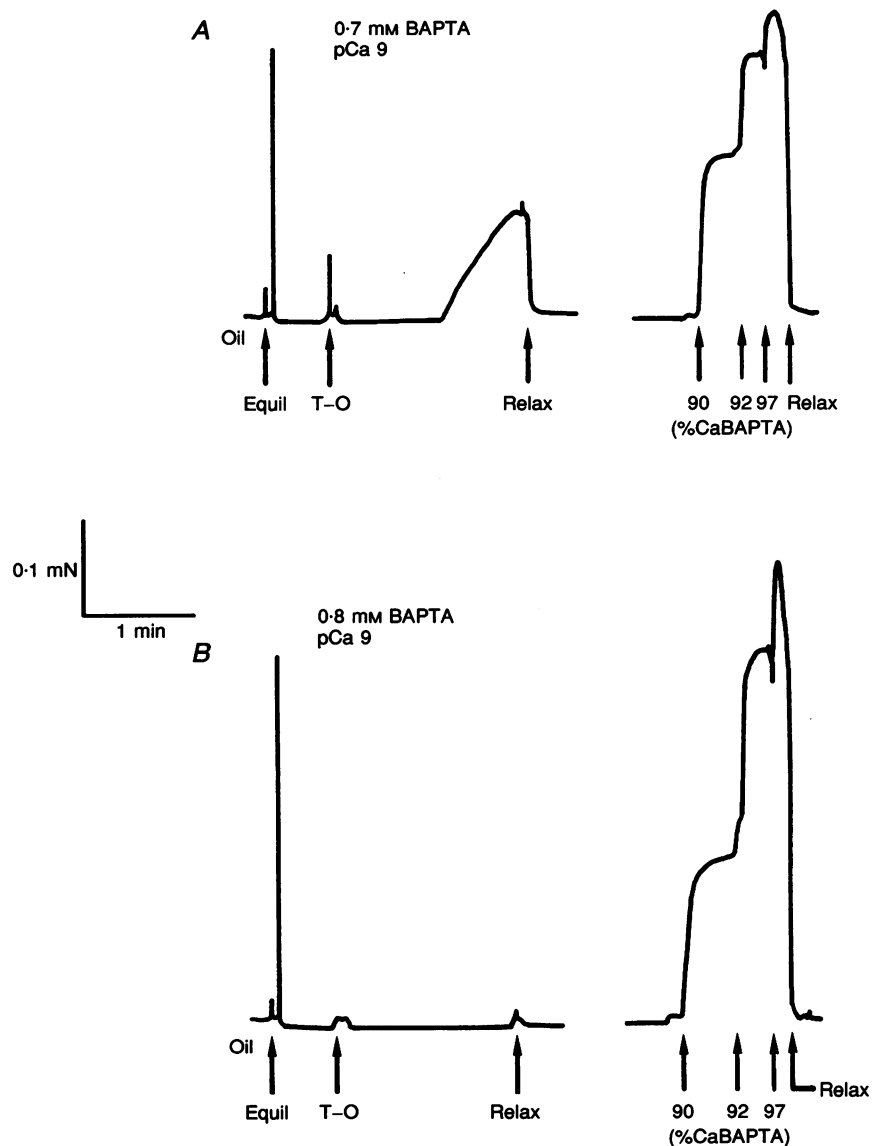 A
0·7 mM BAPTA
pCa 9
Oil
Equil
T–O
Relax
90
92
97
Relax
(%CaBAPTA)
0·1 mN
1 min
B
0·8 mM BAPTA
pCa 9
Oil
Equil
T–O
Relax
90
92
97
Relax
(%CaBAPTA)